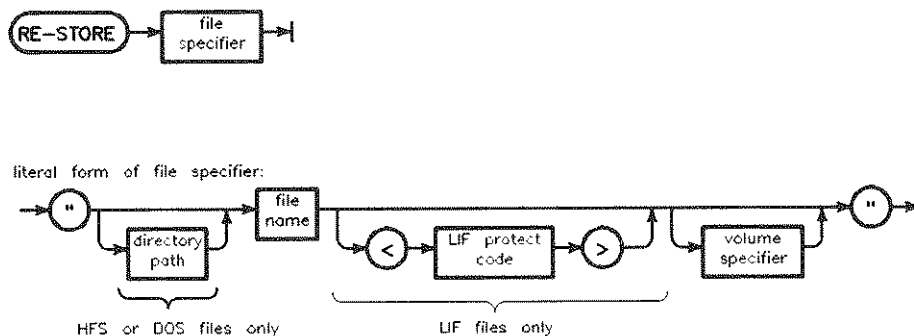 RE-STORE
file
specifier
literal form of file specifier:
"
directory
path
file
name
<
LIF protect
code
>
volume
specifier
"
HFS or DOS files only
LIF files only